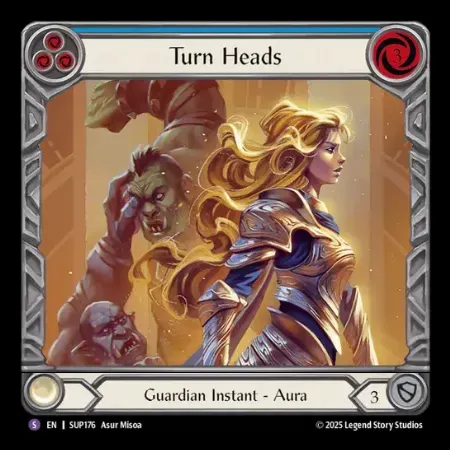 Turn Heads
3
Guardian Instant - Aura
3
S EN | SUP176 Asur Misoa
© 2025 Legend Story Studios